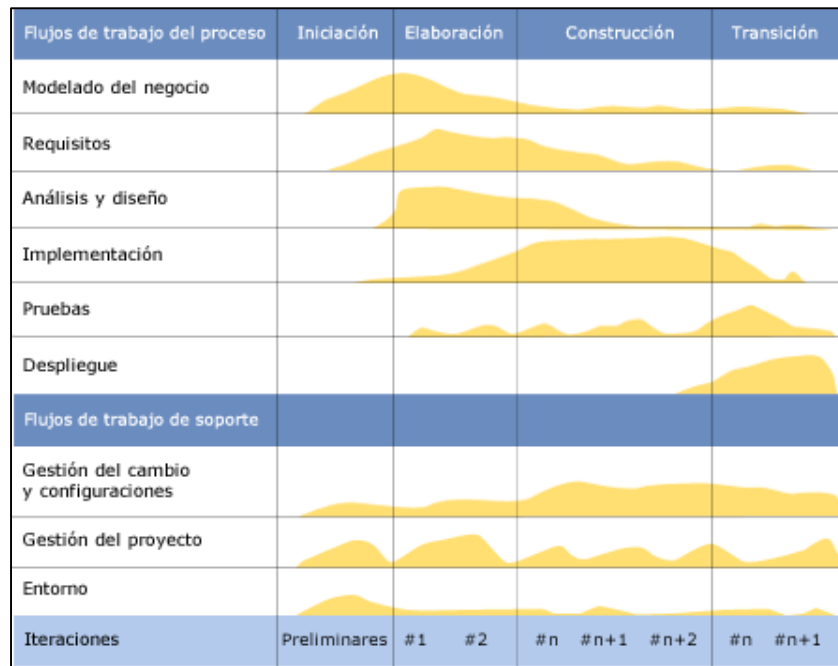 Flujos de trabajo del proceso Iniciación Elaboración Construcción Transición
Modelado del negocio
Requisitos
Análisis y diseño
Implementación
Pruebas
Despliegue
Flujos de trabajo de soporte
Gestión del cambio
y configuraciones
Gestión del proyecto
Entorno
Iteraciones Preliminares #1 #2 #n #n+1 #n+2 #n #n+1